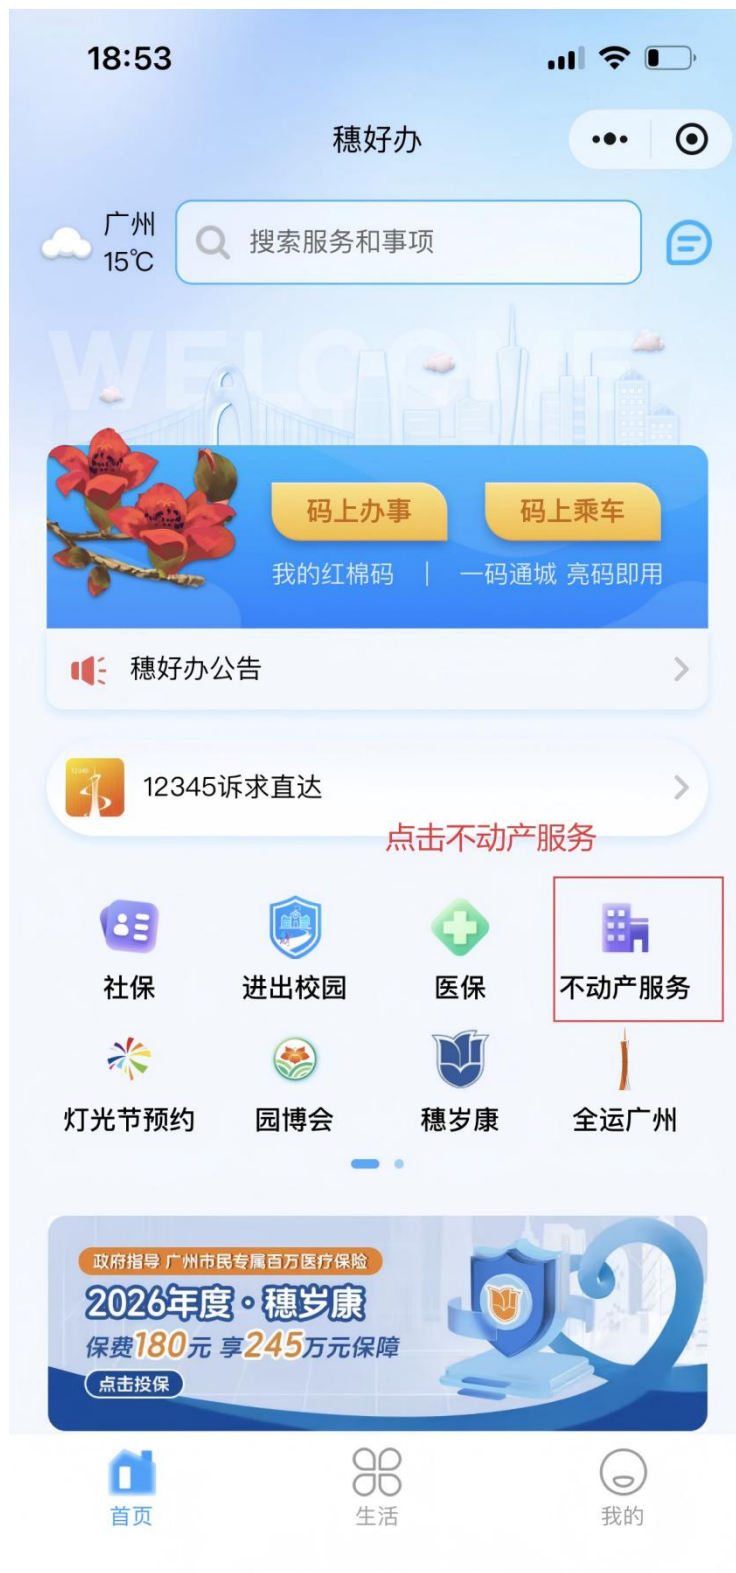 18:53
穗好办
广州
15℃
搜索服务和事项
WELCOME
码上办事
码上乘车
我的红棉码 | 一码通城 亮码即用
穗好办公告
12345
12345诉求直达
点击不动产服务
社保
进出校园
医保
不动产服务
灯光节预约
园博会
穗岁康
全运广州
政府指导 广州市民专属百万医疗保险
2026年度·穗岁康
保费180元 享245万元保障
点击投保
首页
生活
我的